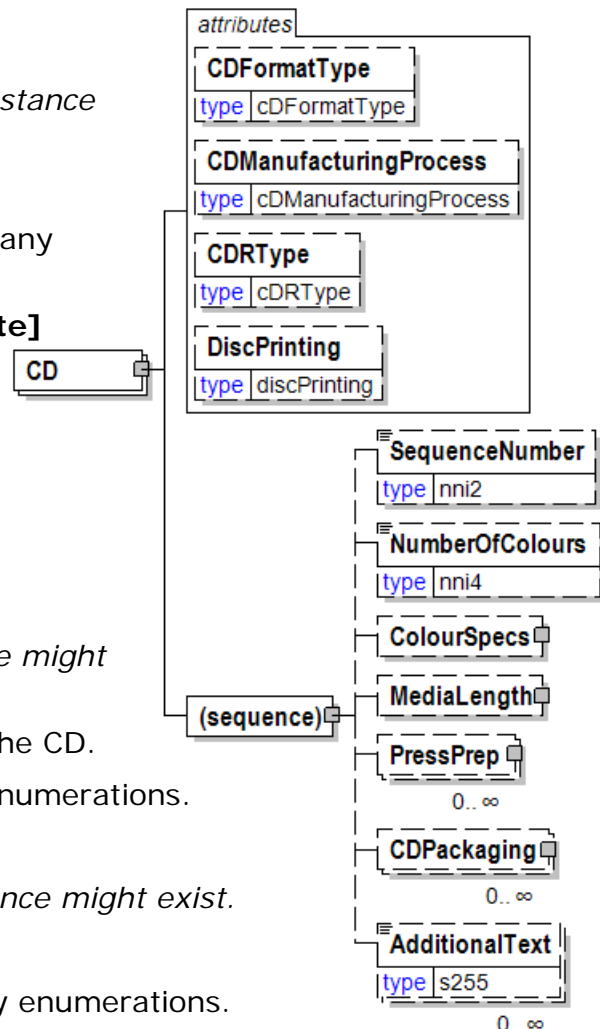 attributes
CDFormatType
type cDFormatType
stance
CDManufacturingProcess
type cDManufacturingProcess
any
CDRType
type cDRType
te]
DiscPrinting
type discPrinting
CD
SequenceNumber
type nni2
NumberOfColours
type nni4
ColourSpecs
e might
MediaLength
(sequence)
he CD.
PressPrep
numerations.
0.. ∞
CDPackaging
0.. ∞
nce might exist.
AdditionalText
type s255
y enumerations.
0.. ∞